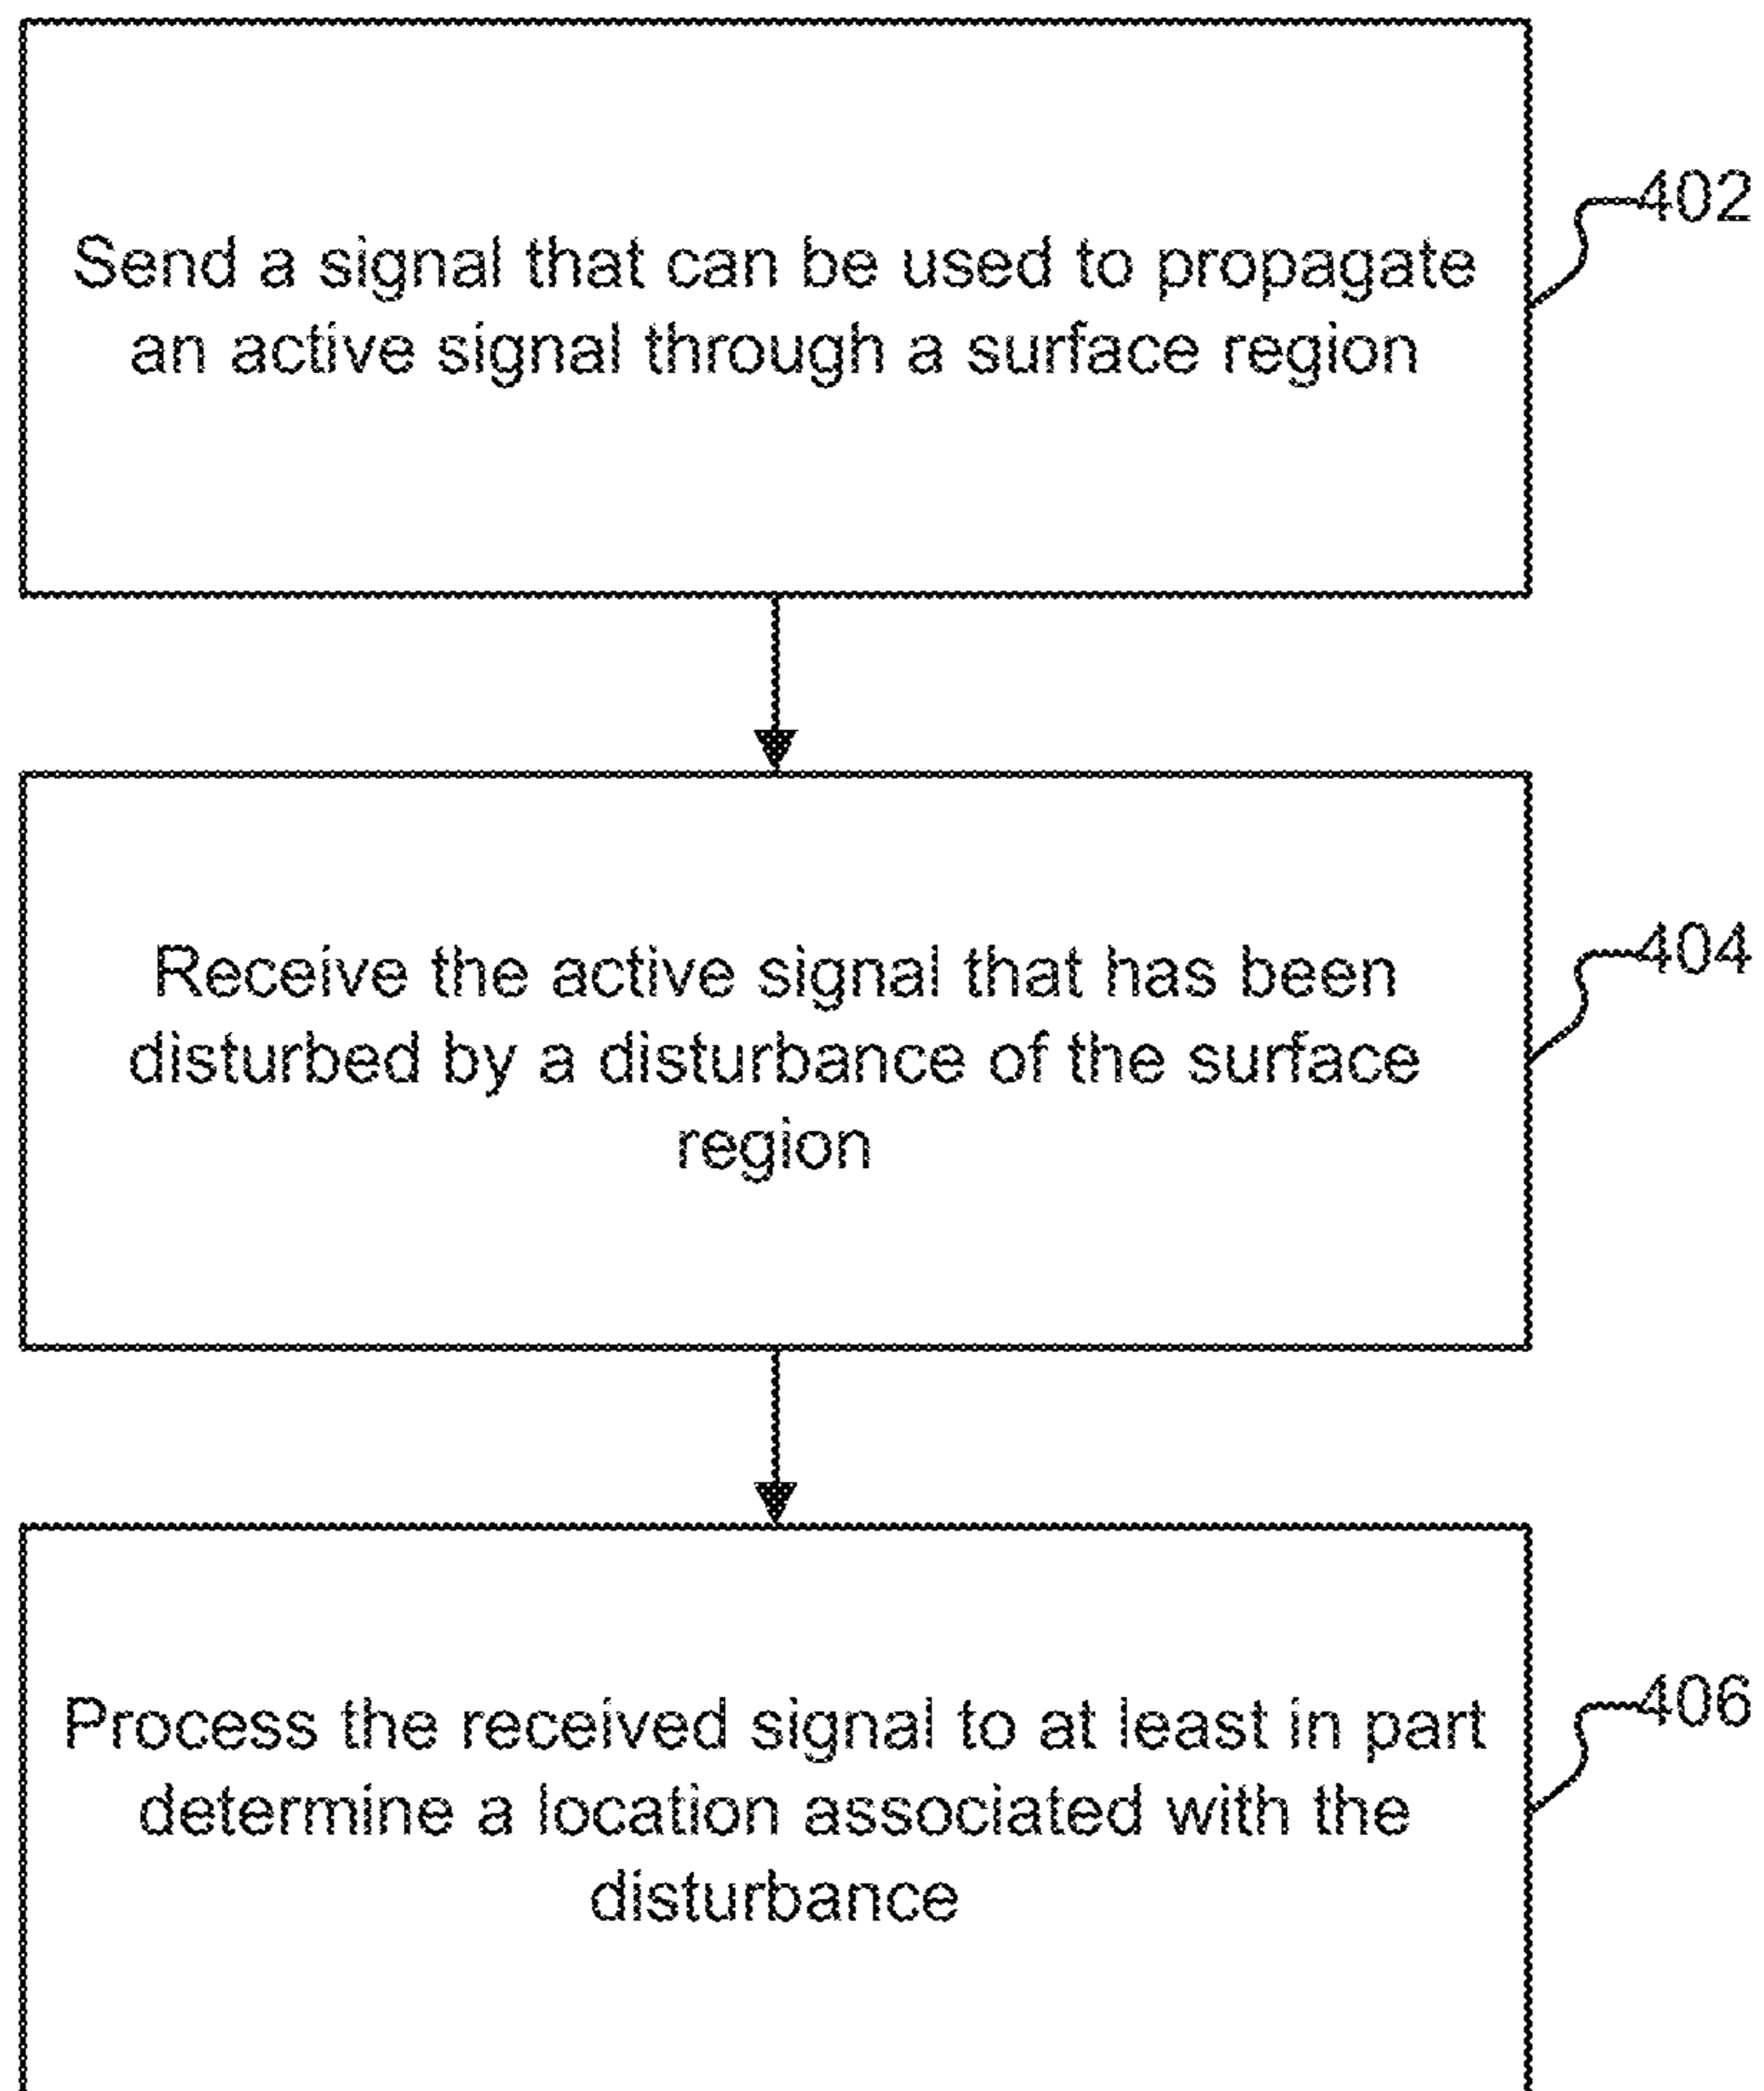 Send a signal that can be used to propagate
an active signal through a surface region
402
Receive the active signal that has been
disturbed by a disturbance of the surface
region
404
Process the received signal to at least in part
determine a location associated with the
disturbance
406